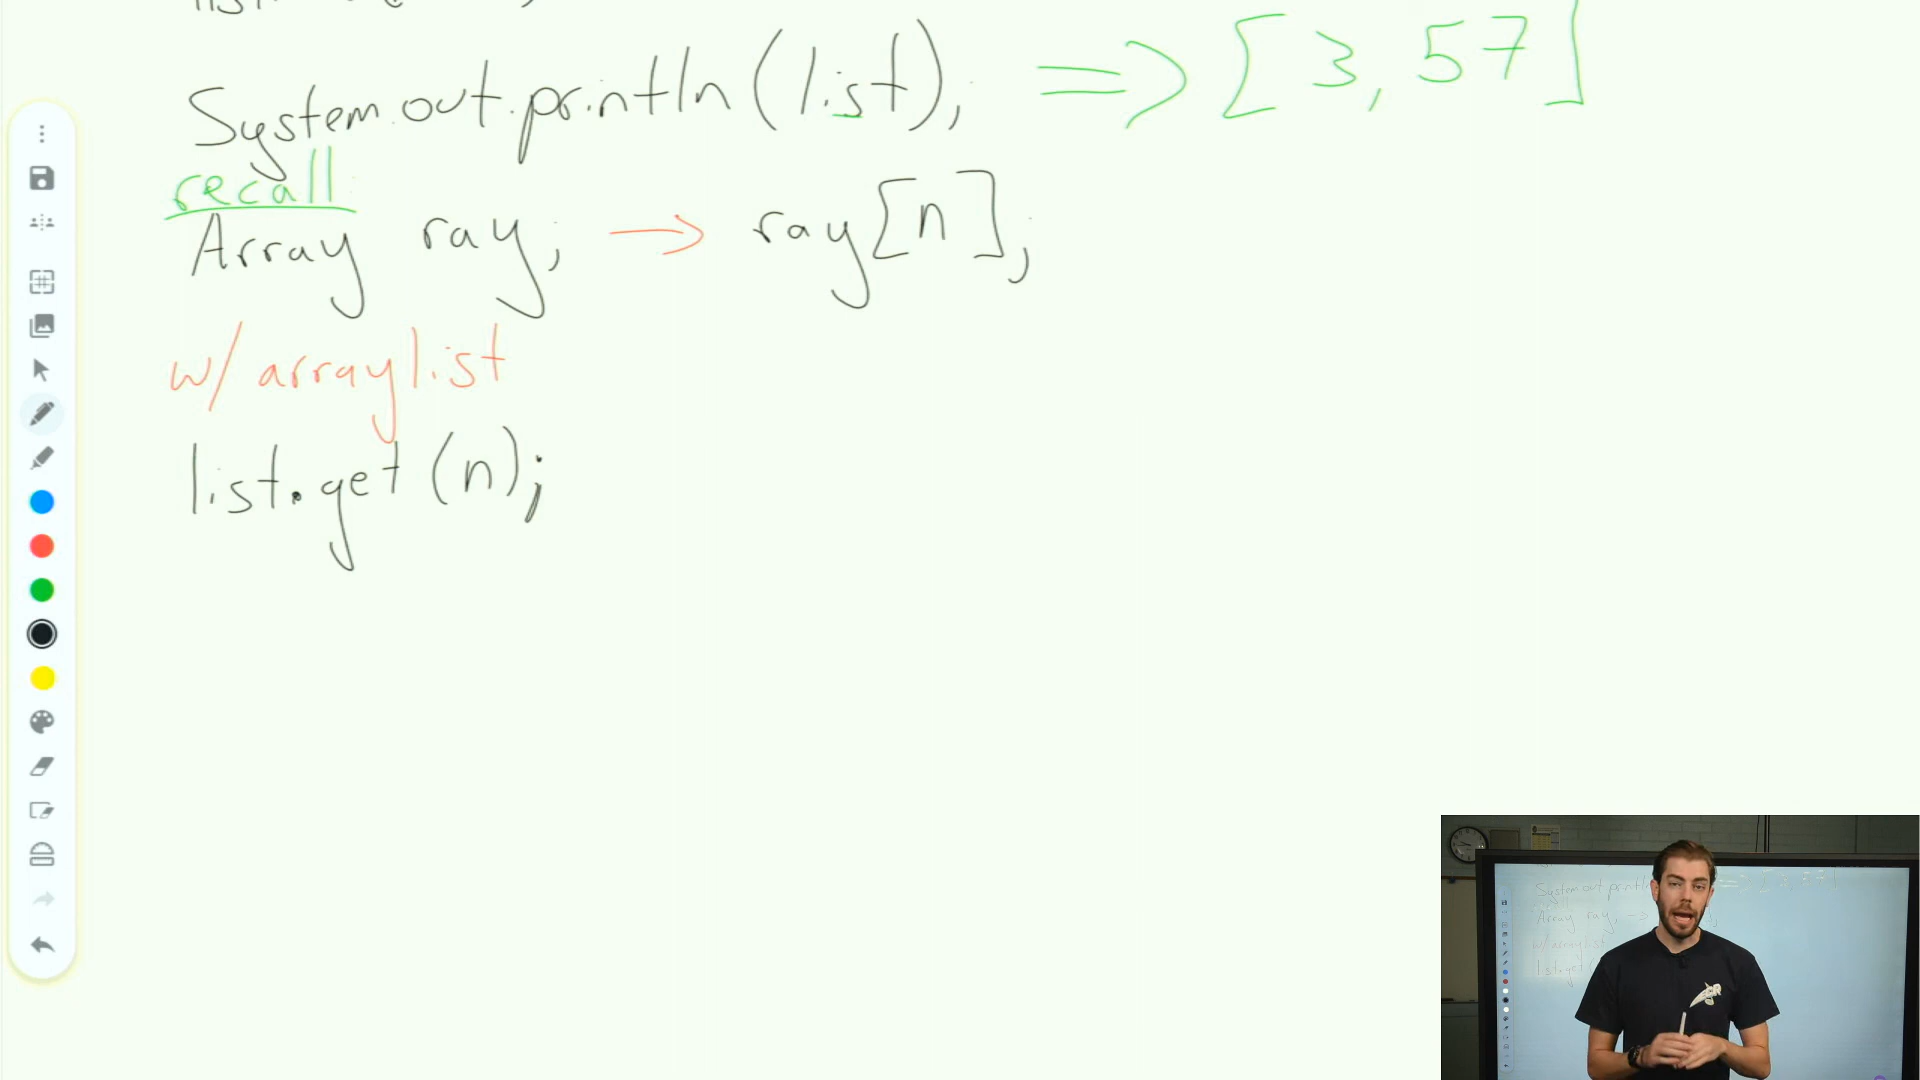 System.out.println(list); => [3, 57]
recall
Array ray; → ray[n];
w/ arraylist
list.get(n);